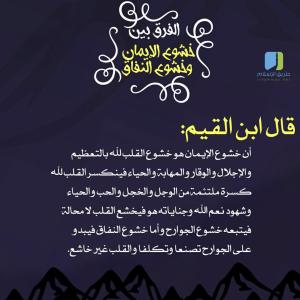 الفرق بين
خشوع الإيمان
وخشوع النفاق
طريق الإسلام
قال ابن القيم:
أن خشوع الإيمان هو خشوع القلب لله بالتعظيم
والإجلال والوقار والمهابة والحياء فينكسر القلب لله
كسرة ملتئمة من الوجل والخجل والحب والحياء
وشهود نعم الله وجناياته هو فيخشع القلب لا محالة
فيتبعه خشوع الجوارح وأما خشوع النفاق فيبدو
على الجوارح تصنعا وتكلفا والقلب غير خاشع.